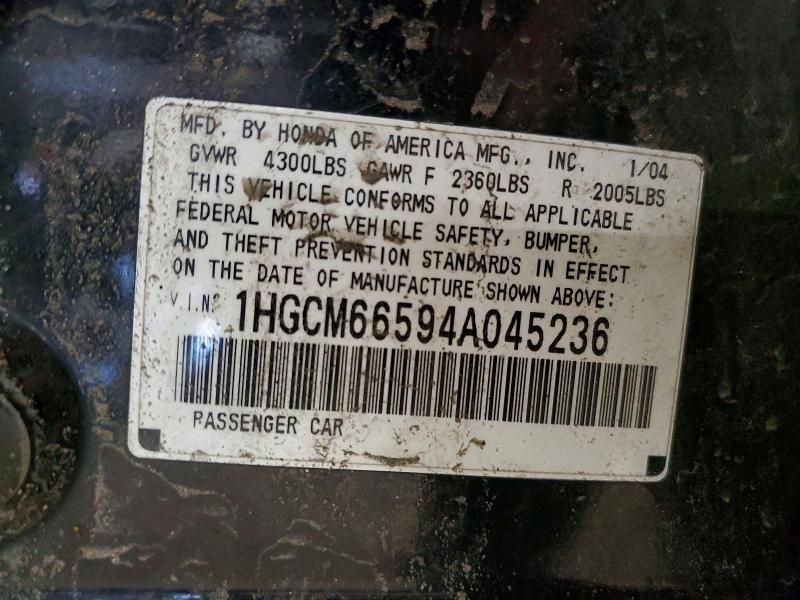 MFD. BY HONDA OF AMERICA MFG., INC. 1/04
GVWR 4300LBS GAWR F 2360LBS R 2005LBS
THIS VEHICLE CONFORMS TO ALL APPLICABLE
FEDERAL MOTOR VEHICLE SAFETY, BUMPER,
AND THEFT PREVENTION STANDARDS IN EFFECT
ON THE DATE OF MANUFACTURE SHOWN ABOVE:
V.I.N: 1HGCM66594A045236
PASSENGER CAR